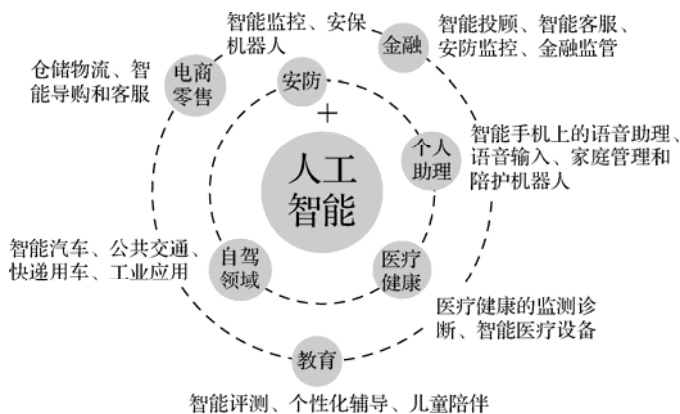 智能监控、安保
机器人
安防
智能投顾、智能客服、
安防监控、金融监管
金融
仓储物流、智
能导购和客服
电商
零售
+
人工
智能
个人
助理
智能手机上的语音助理、
语音输入、家庭管理和
陪护机器人
智能汽车、公共交通、
快递用车、工业应用
自驾
领域
医疗
健康
医疗健康的监测诊
断、智能医疗设备
教育
智能评测、个性化辅导、儿童陪伴